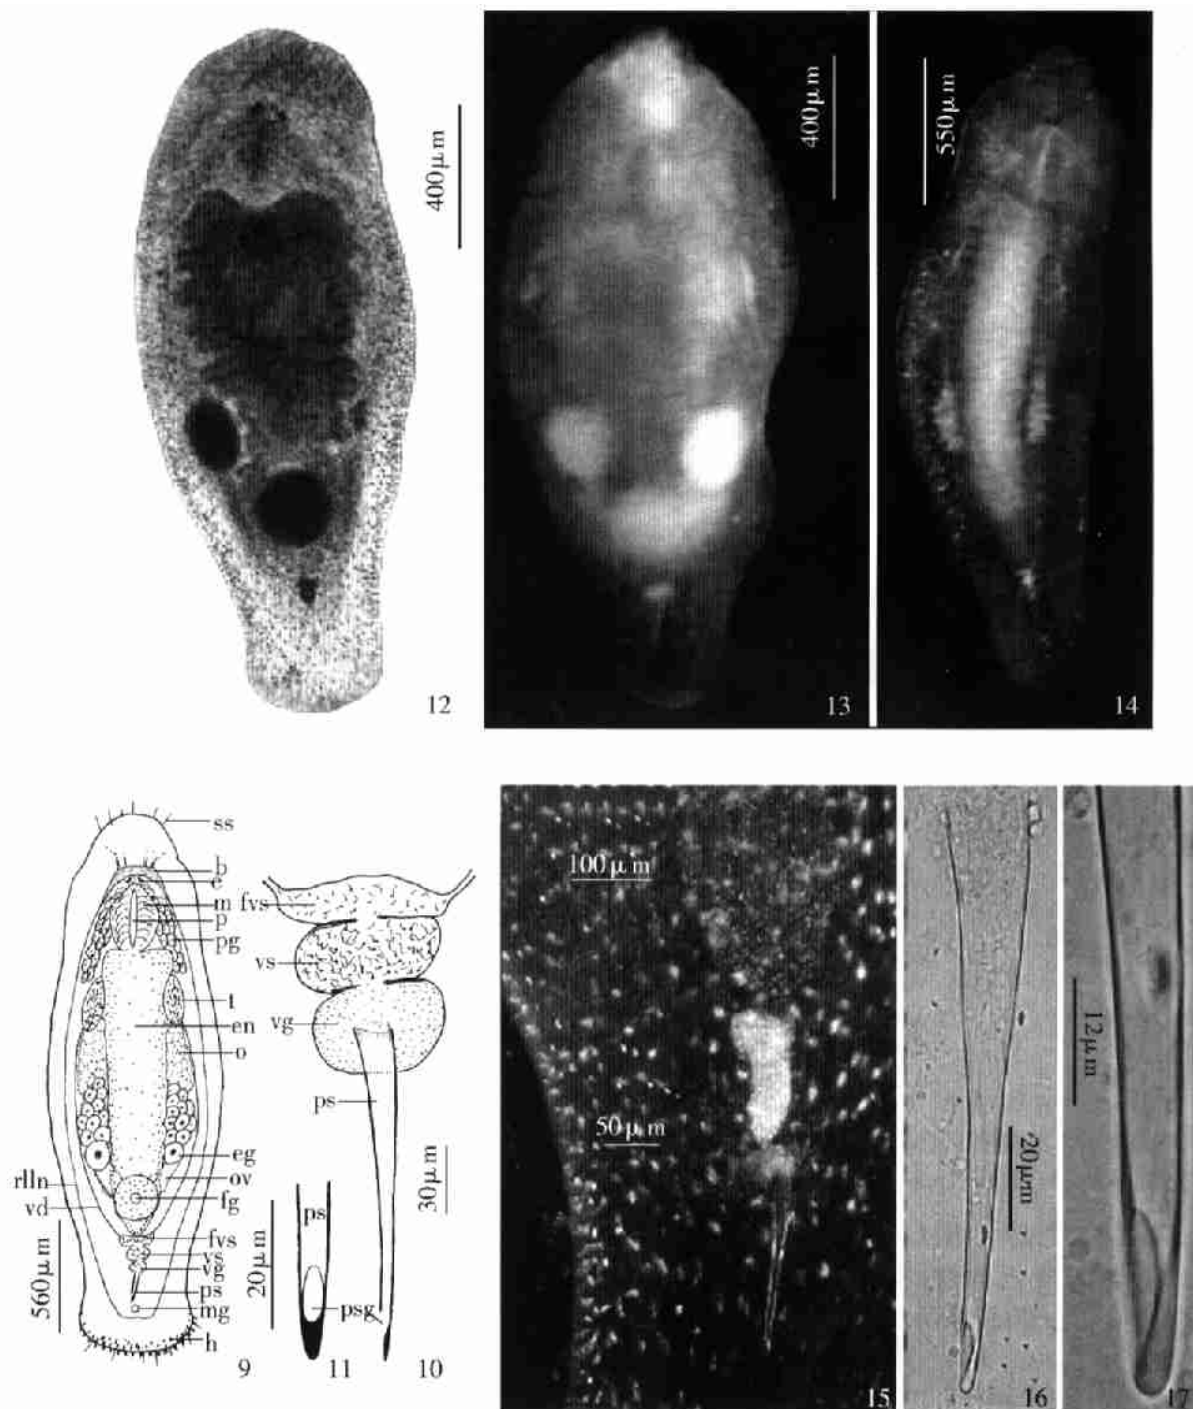 400μm
12
400μm
13
550μm
14
ss
b
e
m
p
pg
t
en
o
eg
ov
rlln
fg
vd
fvs
vs
vg
ps
mg
h
560μm
9
fvs
vs
vg
ps
30μm
psg
10
ps
20μm
11
100μm
50μm
15
20μm
16
12μm
17